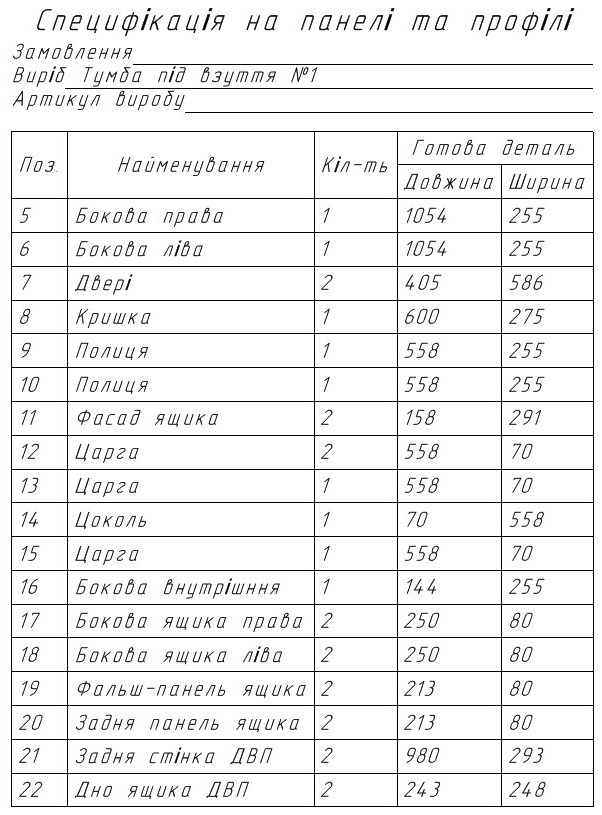 Специфікація на панелі та профілі
Замовлення
Виріб Тумба під взуття №1
Артикул виробу
Поз. Найменування Кіл-ть Готова деталь
Довжина Ширина
5 Бокова права 1 1054 255
6 Бокова ліва 1 1054 255
7 Двері 2 405 586
8 Кришка 1 600 275
9 Полиця 1 558 255
10 Полиця 1 558 255
11 Фасад ящика 2 158 291
12 Царга 2 558 70
13 Царга 1 558 70
14 Цоколь 1 70 558
15 Царга 1 558 70
16 Бокова внутрішння 1 144 255
17 Бокова ящика права 2 250 80
18 Бокова ящика ліва 2 250 80
19 Фальш-панель ящика 2 213 80
20 Задня панель ящика 2 213 80
21 Задня стінка ДВП 2 980 293
22 Дно ящика ДВП 2 243 248